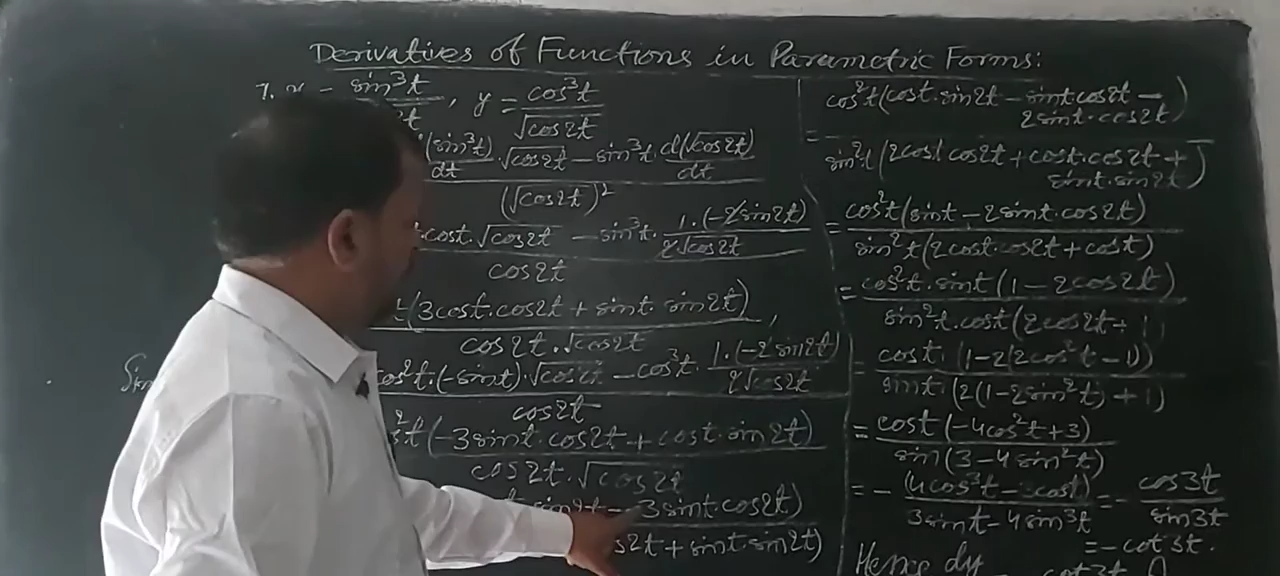 Derivatives of Functions in Parametric Forms:
7. x = sin³t , y = cos³t
√cos2t
(sin³t) . √cos2t − sin³t . d(√cos2t)
dt dt
(√cos2t)²
.cost.√cos2t − sin³t . 1.(-2sin2t)
2√cos2t
cos2t
t(3cost.cos2t + sint. sin2t) ,
cos2t.√cos2t
cos²t.(-sint).√cos2t − cos³t . 1.(-2sin2t)
2√cos2t
cos2t
²t(-3sint.cos2t + cost.sin2t)
cos2t.√cos2t
sin2t − 3sint.cos2t)
s2t + sint.sin2t)
cos²t(cost.sin2t − sint.cos2t −
2sint.cos2t)
=
sin²t(2cost cos2t + cost.cos2t +
sint.sin2t)
= cos²t(sint − 2sint.cos2t)
sin²t(2cost.cos2t + cost)
= cos²t.sint(1 − 2cos2t)
sin²t.cost(2cos2t + 1
= cost.(1-2(2cos²t − 1))
sint.(2(1-2sin²t) + 1)
= cost(-4cos²t + 3)
sin(3 − 4sin²t)
= − (4cos³t − 3cost) = − cos3t
3sint − 4sin³t sin3t
= − cot3t.
Hence dy
cot3t